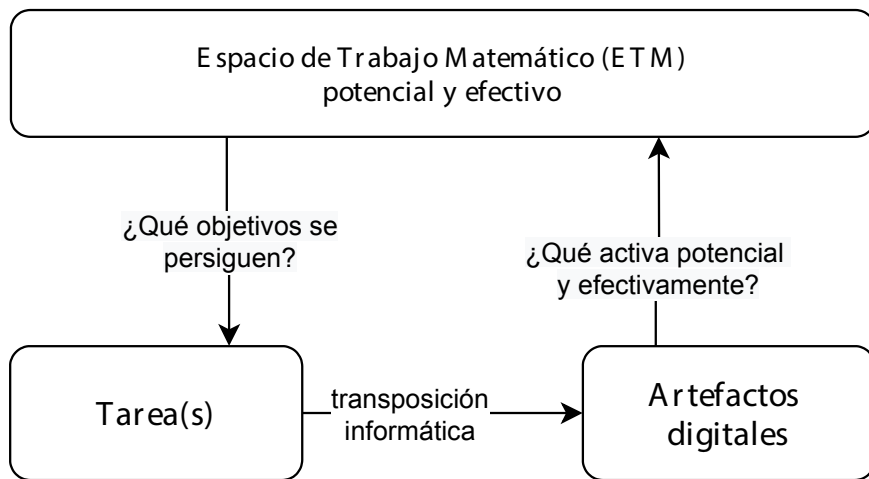 Espacio de Trabajo Matemático (ETM)
potencial y efectivo
¿Qué objetivos se
persiguen?
¿Qué activa potencial
y efectivamente?
Tarea(s)
transposición
informática
Artefactos
digitales